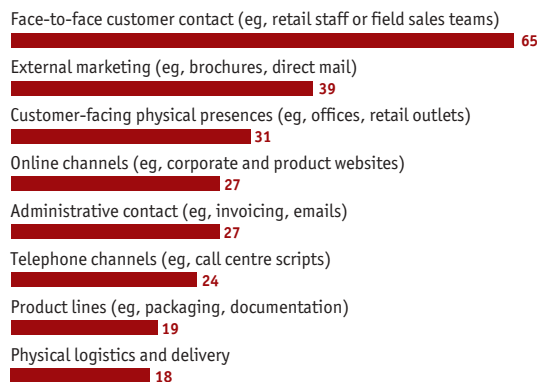 Face-to-face customer contact (eg, retail staff or field sales teams)
65
External marketing (eg, brochures, direct mail)
39
Customer-facing physical presences (eg, offices, retail outlets)
31
Online channels (eg, corporate and product websites)
27
Administrative contact (eg, invoicing, emails)
27
Telephone channels (eg, call centre scripts)
24
Product lines (eg, packaging, documentation)
19
Physical logistics and delivery
18